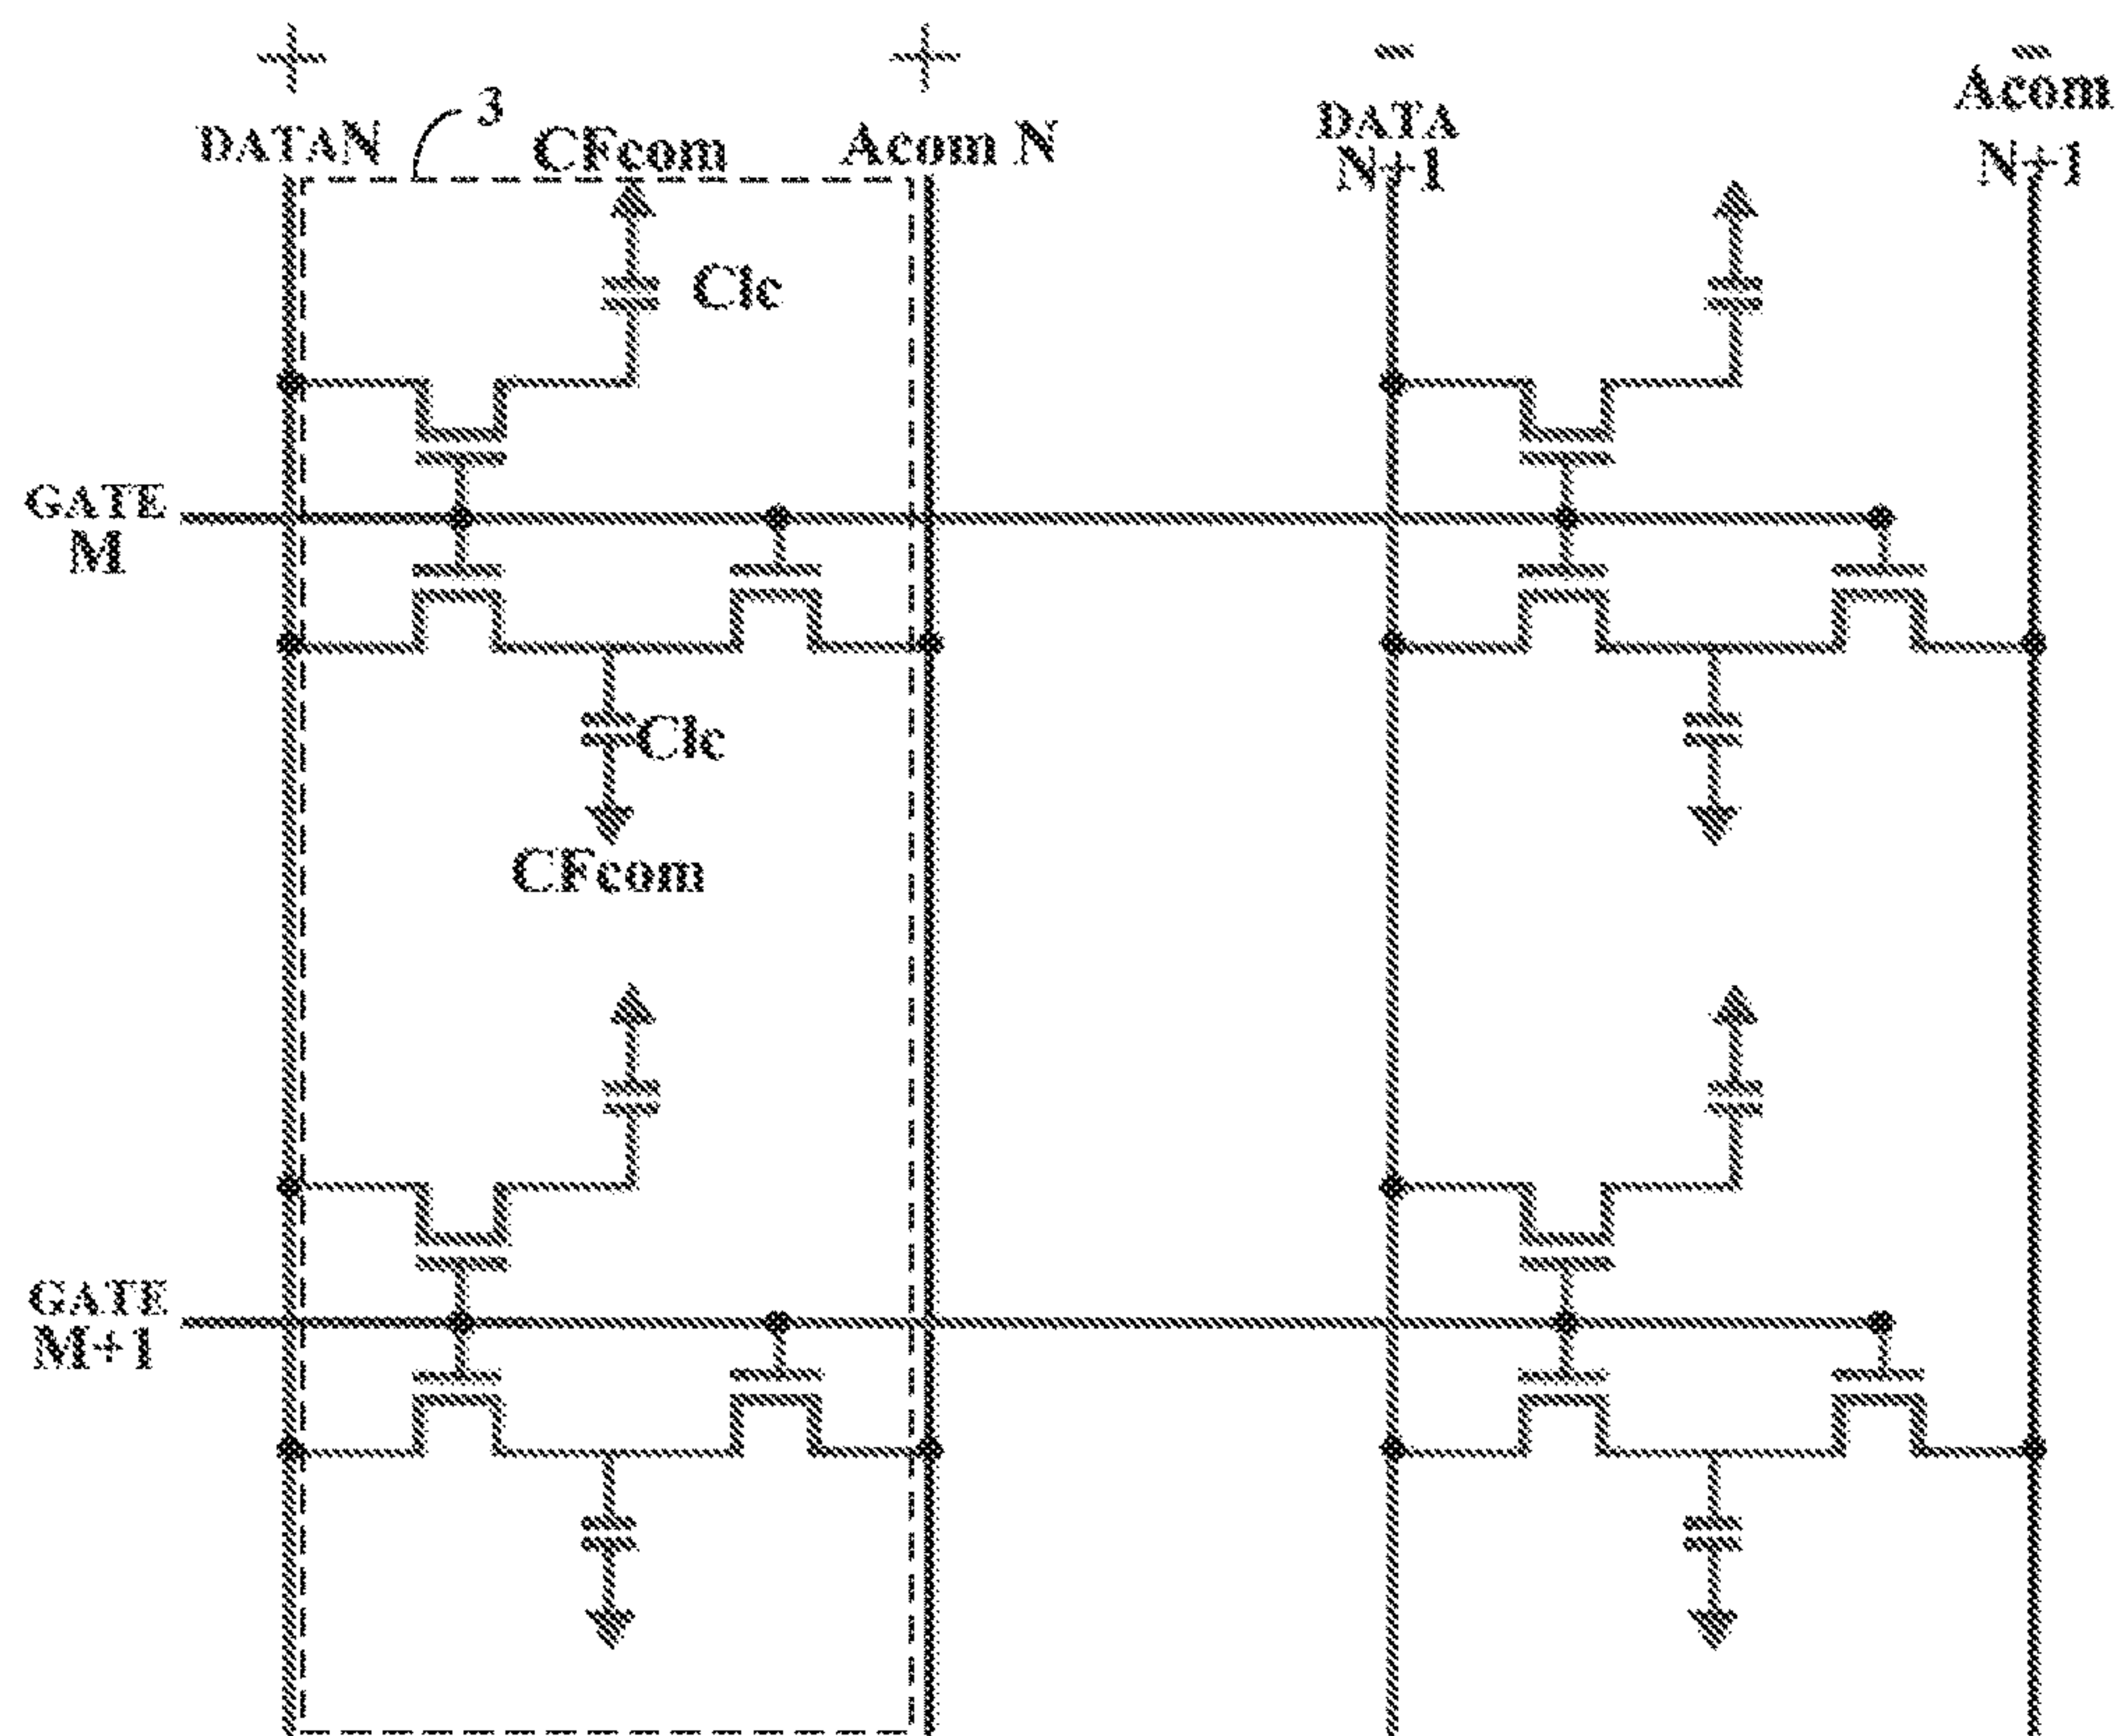 + + - -
DATAN
3
CFcom
Acom N
DATA
N+1
Acom
N+1
Clc
GATE
M
Clc
CFcom
GATE
M+1